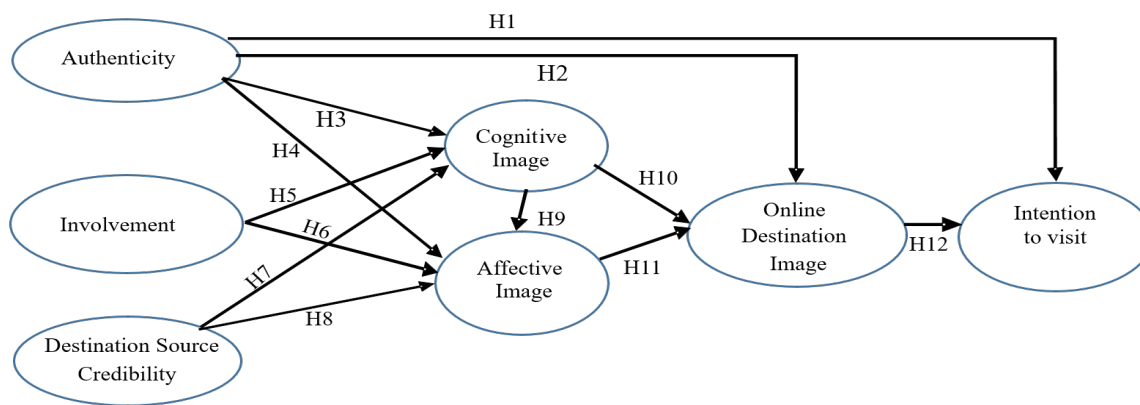 H1
Authenticity
H2
H3
H4
Cognitive
Image
H5
H10
Involvement
H6
H9
Online
Destination
Image
Intention
to visit
H12
H7
Affective
Image
H11
H8
Destination Source
Credibility